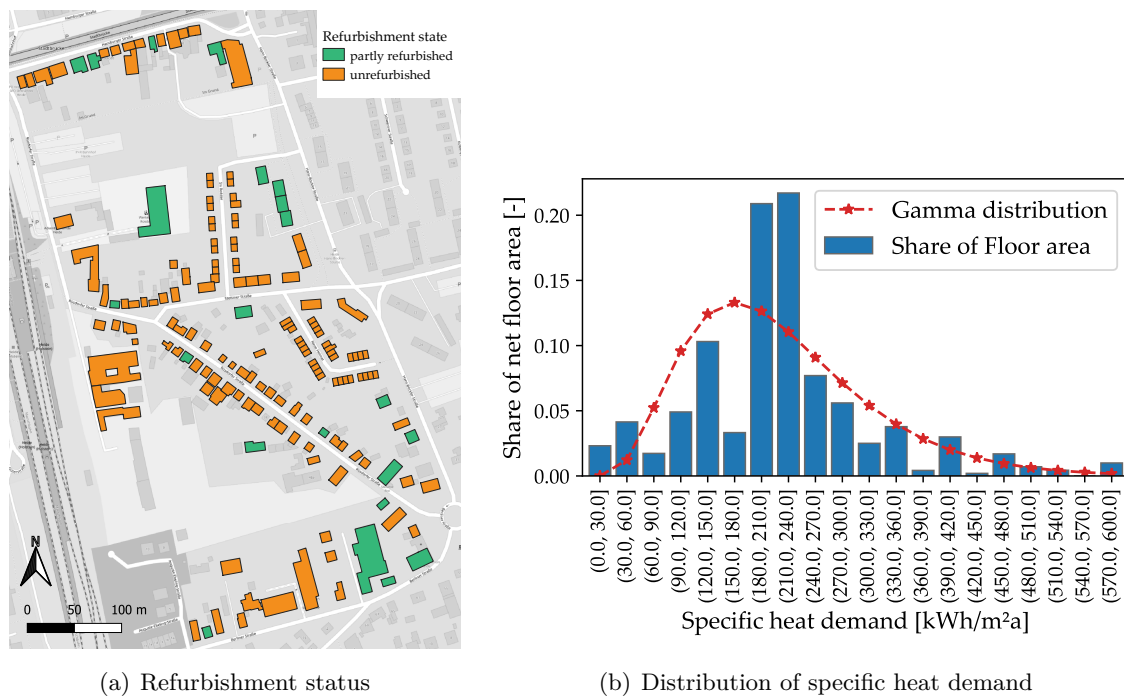 Refurbishment state
partly refurbished
unrefurbished
N
0 50 100 m
(a) Refurbishment status
Share of net floor area [-]
0.20
0.15
0.10
0.05
0.00
Gamma distribution
Share of Floor area
(0.0, 30.0]
(30.0, 60.0]
(60.0, 90.0]
(90.0, 120.0]
(120.0, 150.0]
(150.0, 180.0]
(180.0, 210.0]
(210.0, 240.0]
(240.0, 270.0]
(270.0, 300.0]
(300.0, 330.0]
(330.0, 360.0]
(360.0, 390.0]
(390.0, 420.0]
(420.0, 450.0]
(450.0, 480.0]
(480.0, 510.0]
(510.0, 540.0]
(540.0, 570.0]
(570.0, 600.0]
Specific heat demand [kWh/m²a]
(b) Distribution of specific heat demand